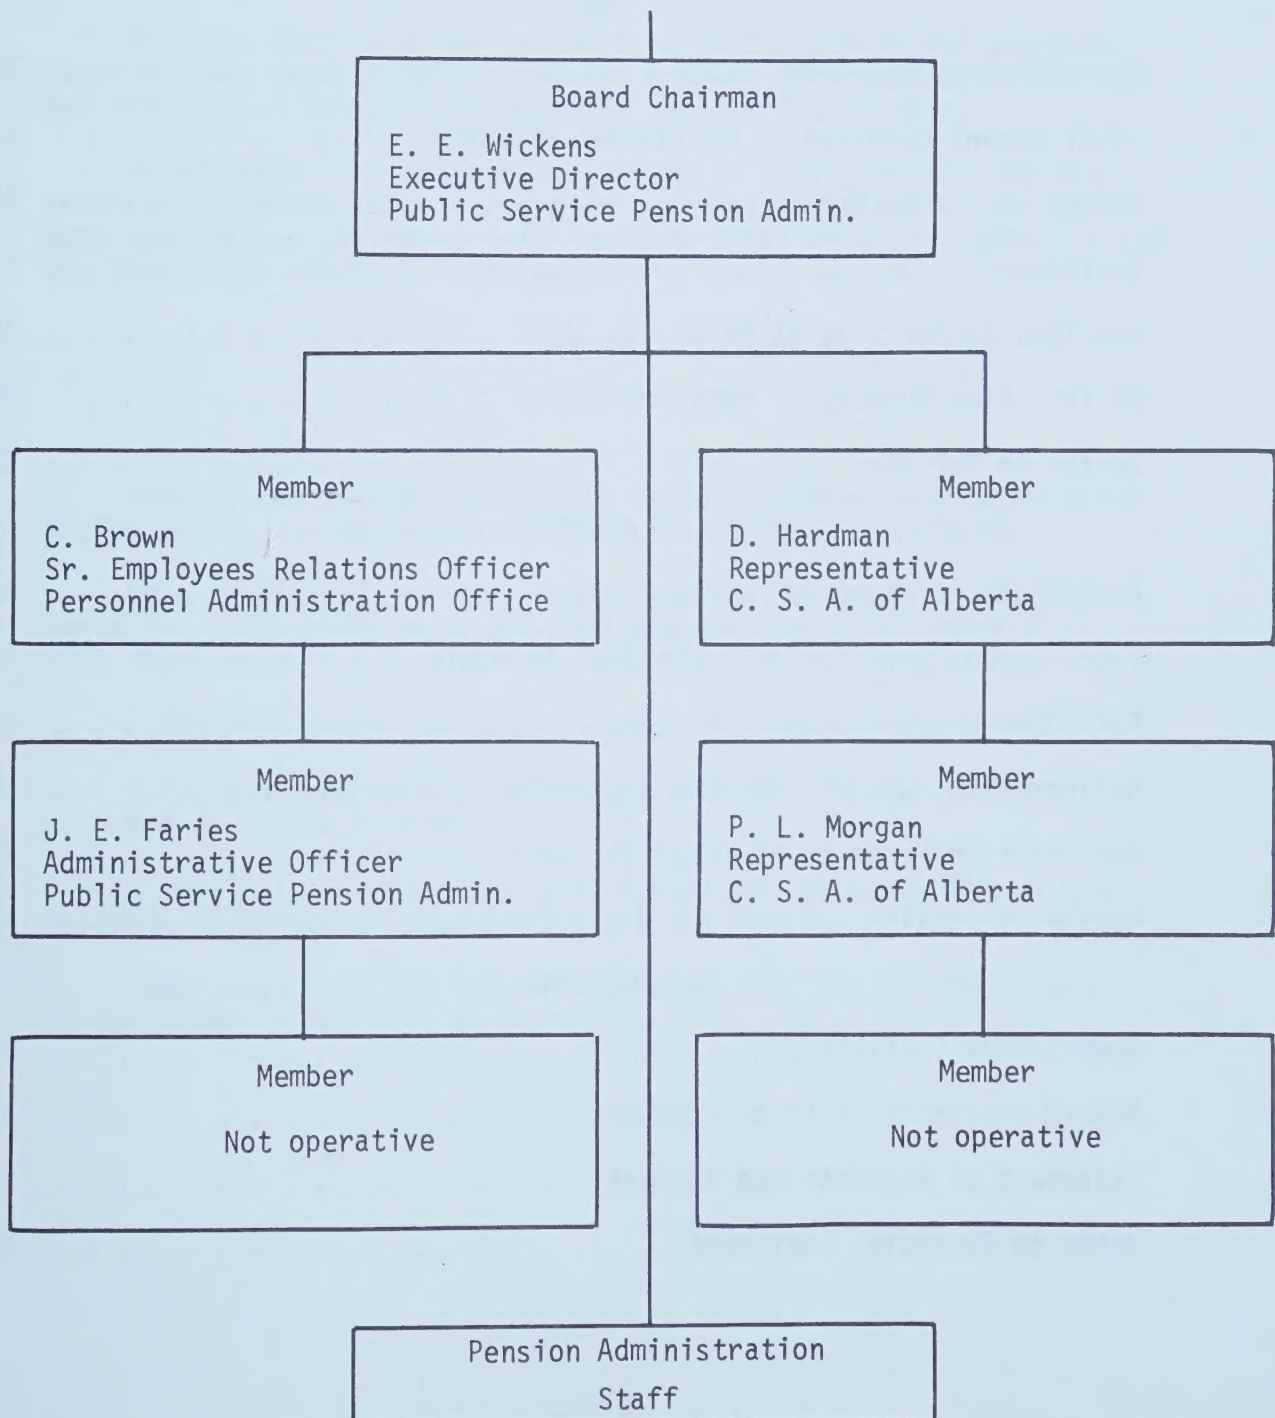 Board Chairman
E. E. Wickens
Executive Director
Public Service Pension Admin.
Member
C. Brown
Sr. Employees Relations Officer
Personnel Administration Office
Member
D. Hardman
Representative
C. S. A. of Alberta
Member
J. E. Faries
Administrative Officer
Public Service Pension Admin.
Member
P. L. Morgan
Representative
C. S. A. of Alberta
Member
Not operative
Member
Not operative
Pension Administration
Staff